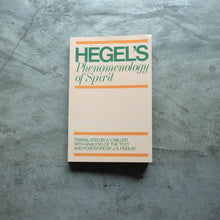 HEGEL'S
Phenomenology
of Spirit
TRANSLATED BY A.V. MILLER
WITH ANALYSIS OF THE TEXT
AND FOREWORD BY J.N. FINDLAY